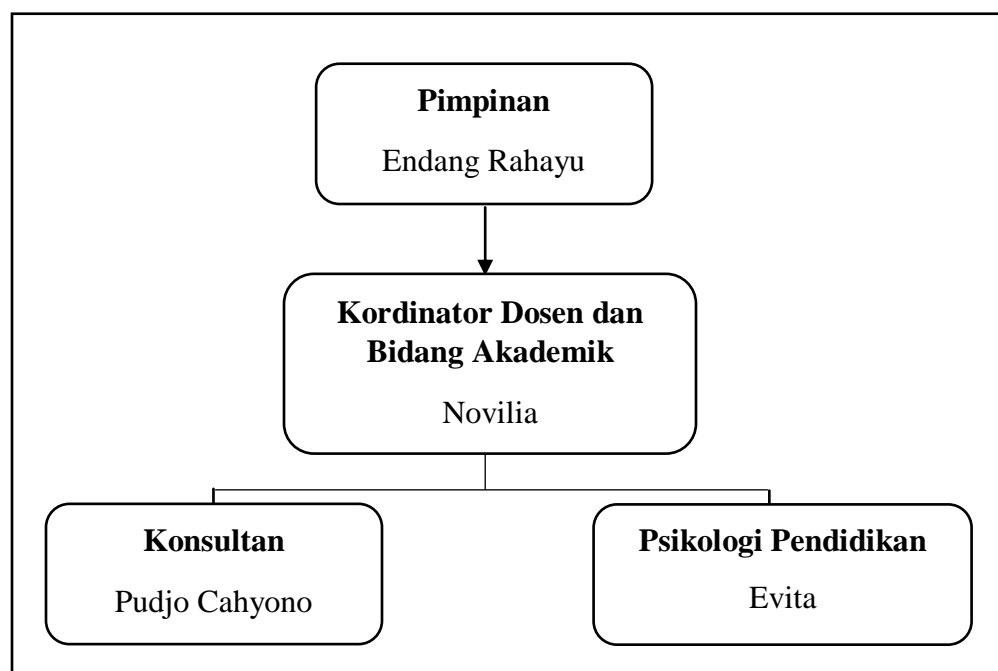 Pimpinan
Endang Rahayu
Kordinator Dosen dan
Bidang Akademik
Novilia
Konsultan
Pudjo Cahyono
Psikologi Pendidikan
Evita